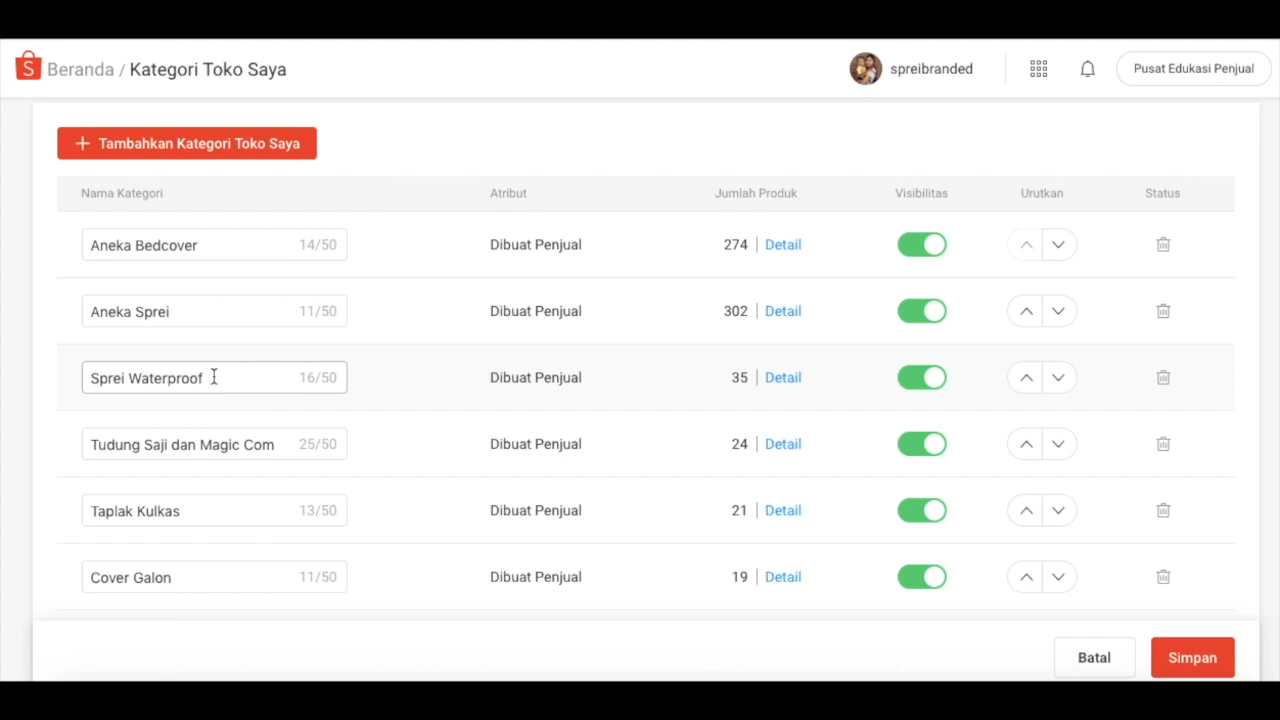 Beranda / Kategori Toko Saya spreibranded Pusat Edukasi Penjual
+ Tambahkan Kategori Toko Saya
Nama Kategori Atribut Jumlah Produk Visibilitas Urutkan Status
Aneka Bedcover 14/50 Dibuat Penjual 274 | Detail
Aneka Sprei 11/50 Dibuat Penjual 302 | Detail
Sprei Waterproof 16/50 Dibuat Penjual 35 | Detail
Tudung Saji dan Magic Com 25/50 Dibuat Penjual 24 | Detail
Taplak Kulkas 13/50 Dibuat Penjual 21 | Detail
Cover Galon 11/50 Dibuat Penjual 19 | Detail
Batal Simpan